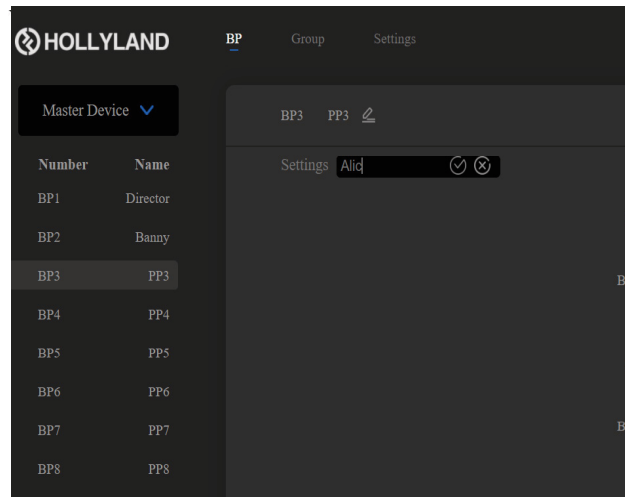 HOLLYLAND
BP Group Settings
Master Device
BP3 PP3
Number Name
Settings Alic
BP1 Director
BP2 Banny
BP3 PP3
B
BP4 PP4
BP5 PP5
BP6 PP6
BP7 PP7
B
BP8 PP8